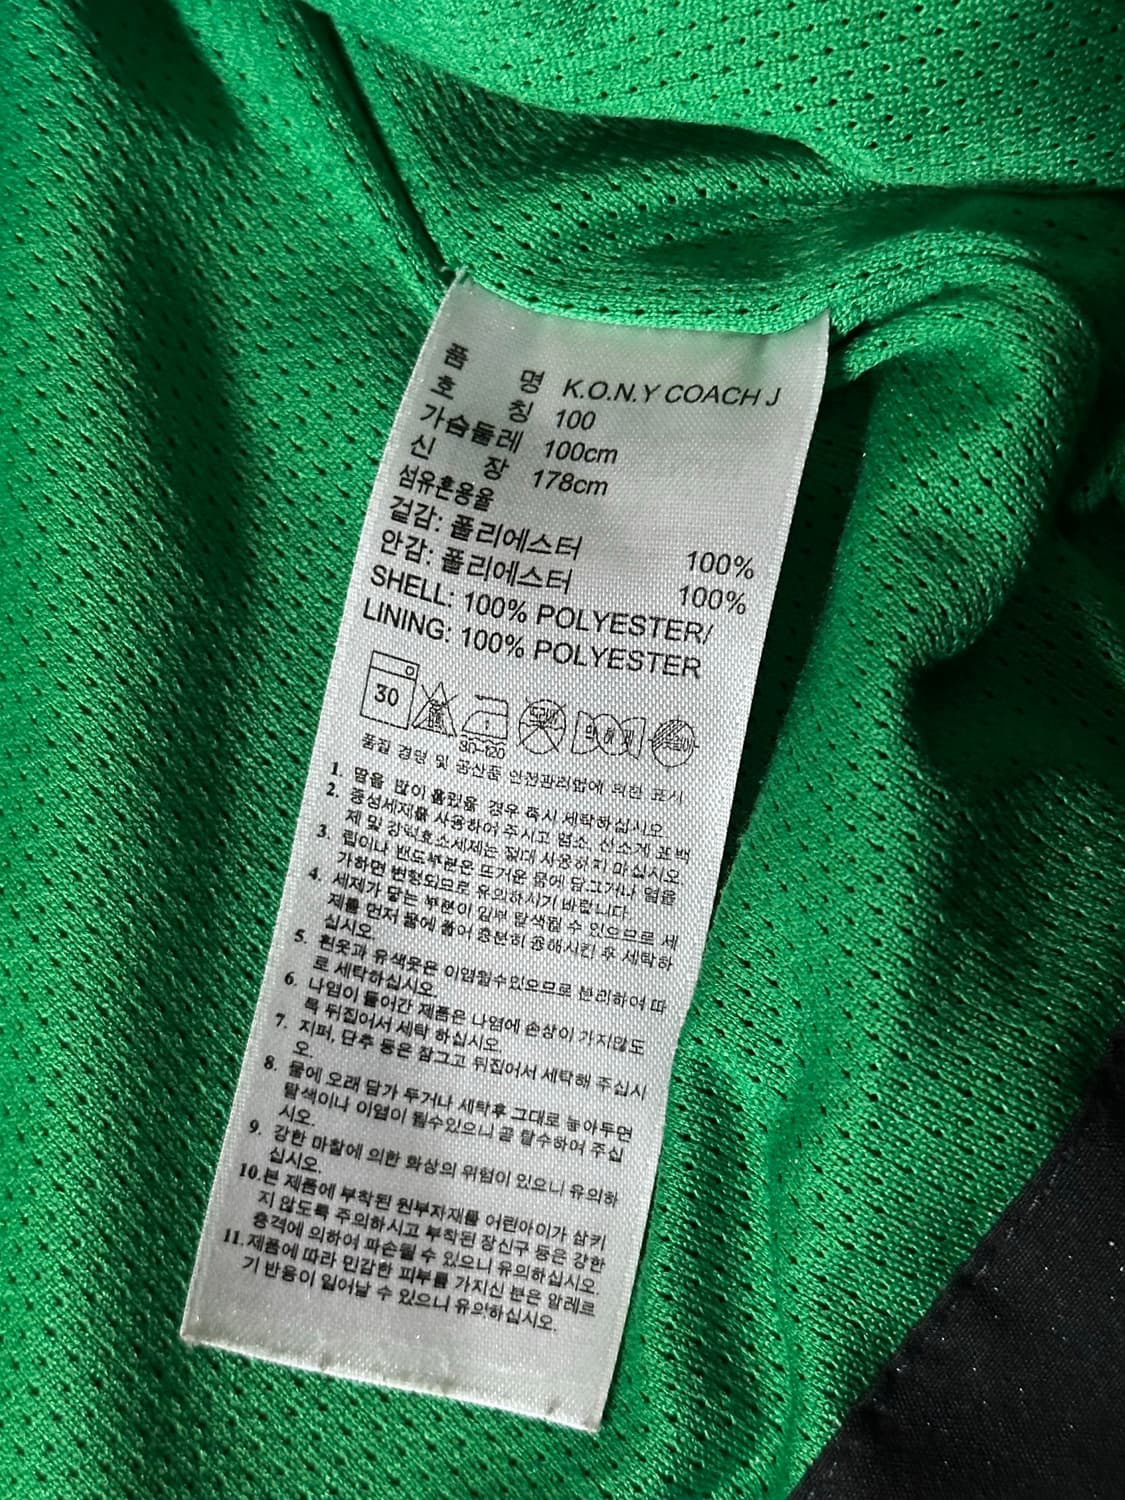 품 명 K.O.N.Y COACH J
호 칭 100
가슴둘레 100cm
신 장 178cm
섬유혼용율
겉감: 폴리에스터 100%
안감: 폴리에스터 100%
SHELL: 100% POLYESTER/
LINING: 100% POLYESTER
30
30~120
품질 경영 및 공산품 안전관리법에 의한 표시
1. 땀을 많이 흘렸을 경우 즉시 세탁하십시오
2. 중성세제를 사용하여 주시고 염소, 산소계 표백
제 및 강력효소세제는 절대 사용하지 마십시오
3. 립이나 밴드부분은 뜨거운 물에 담그거나 열을
가하면 변형되므로 유의하시기 바랍니다.
4. 세제가 닿는 부분이 일부 탈색될 수 있으므로 세
제를 먼저 물에 풀어 충분히 용해시킨 후 세탁하
십시오.
5. 흰옷과 유색옷은 이염될수있으므로 분리하여 따
로 세탁하십시오.
6. 나염이 들어간 제품은 나염에 손상이 가지않도
록 뒤집어서 세탁 하십시오.
7. 지퍼, 단추 등은 잠그고 뒤집어서 세탁해 주십시
오.
8. 물에 오래 담가 두거나 세탁후 그대로 놓아두면
탈색이나 이염이 될수있으니 곧 탈수하여 주십
시오.
9. 강한 마찰에 의한 화상의 위험이 있으니 유의하
십시오.
10.본 제품에 부착된 원부자재를 어린아이가 삼키
지 않도록 주의하시고 부착된 장신구 등은 강한
충격에 의하여 파손될 수 있으니 유의하십시오.
11.제품에 따라 민감한 피부를 가지신 분은 알레르
기 반응이 일어날 수 있으니 유의하십시오.